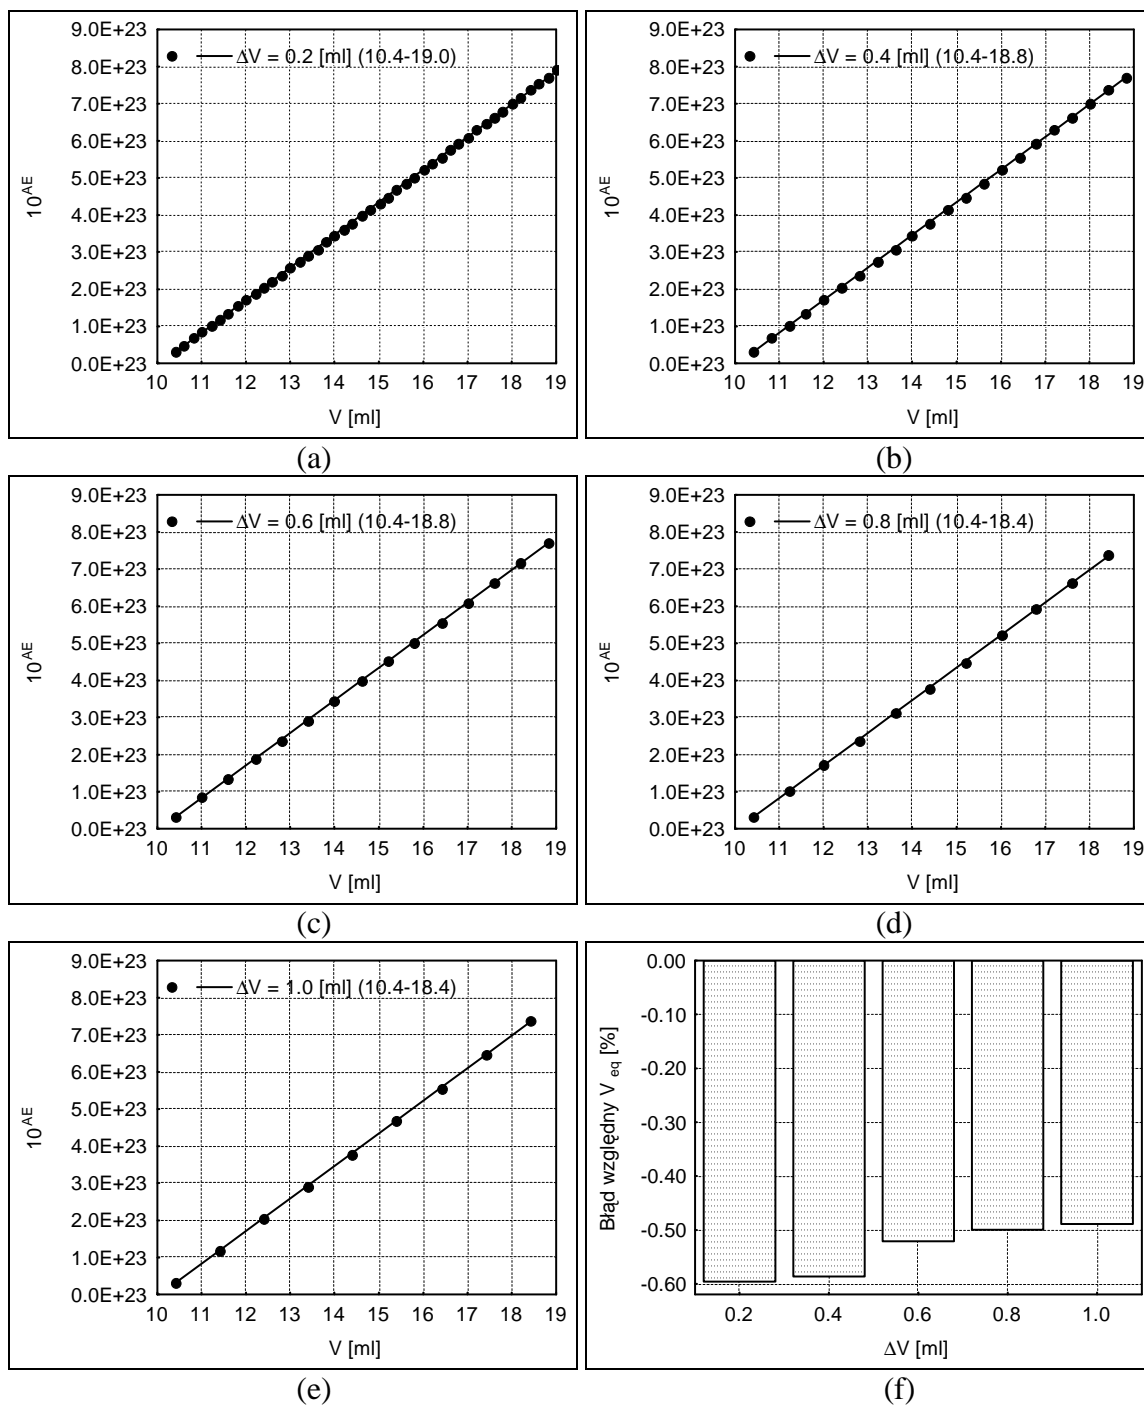 9.0E+23
8.0E+23
7.0E+23
6.0E+23
5.0E+23
4.0E+23
3.0E+23
2.0E+23
1.0E+23
0.0E+23
10^AE
ΔV = 0.2 [ml] (10.4-19.0)
10 11 12 13 14 15 16 17 18 19
V [ml]
(a)
9.0E+23
8.0E+23
7.0E+23
6.0E+23
5.0E+23
4.0E+23
3.0E+23
2.0E+23
1.0E+23
0.0E+23
10^AE
ΔV = 0.4 [ml] (10.4-18.8)
10 11 12 13 14 15 16 17 18 19
V [ml]
(b)
9.0E+23
8.0E+23
7.0E+23
6.0E+23
5.0E+23
4.0E+23
3.0E+23
2.0E+23
1.0E+23
0.0E+23
10^AE
ΔV = 0.6 [ml] (10.4-18.8)
10 11 12 13 14 15 16 17 18 19
V [ml]
(c)
9.0E+23
8.0E+23
7.0E+23
6.0E+23
5.0E+23
4.0E+23
3.0E+23
2.0E+23
1.0E+23
0.0E+23
10^AE
ΔV = 0.8 [ml] (10.4-18.4)
10 11 12 13 14 15 16 17 18 19
V [ml]
(d)
9.0E+23
8.0E+23
7.0E+23
6.0E+23
5.0E+23
4.0E+23
3.0E+23
2.0E+23
1.0E+23
0.0E+23
10^AE
ΔV = 1.0 [ml] (10.4-18.4)
10 11 12 13 14 15 16 17 18 19
V [ml]
(e)
0.00
-0.10
-0.20
-0.30
-0.40
-0.50
-0.60
Błąd względny V eq [%]
0.2 0.4 0.6 0.8 1.0
ΔV [ml]
(f)